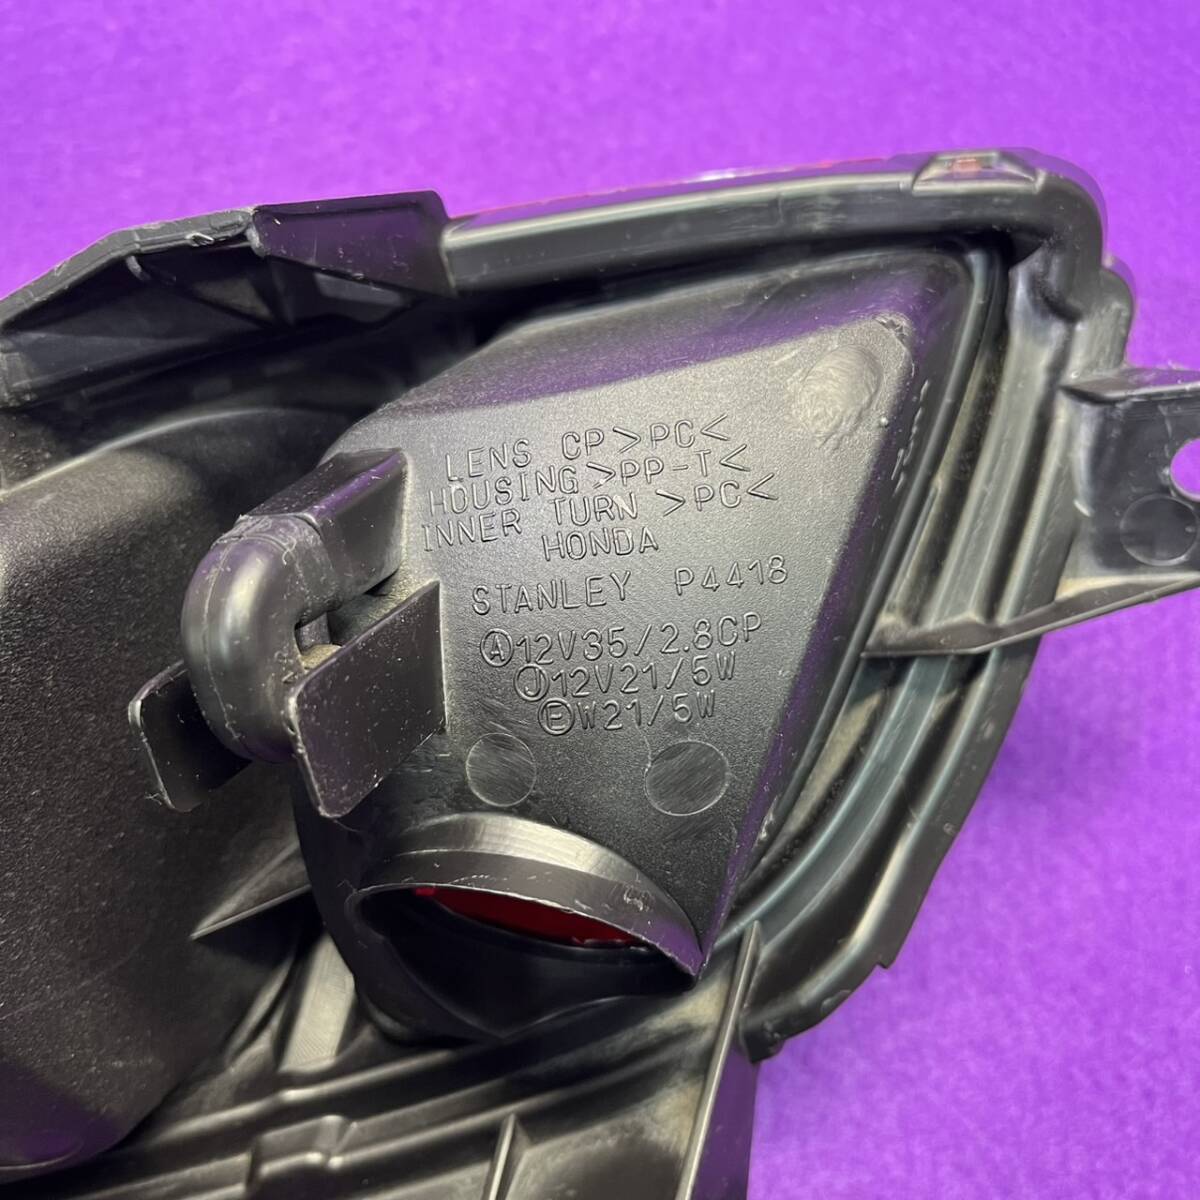 LENS CP >PC<
HOUSING >PP-T<
INNER TURN >PC<
HONDA
STANLEY P4418
Ⓐ12V35/2.8CP
Ⓙ12V21/5W
ⒺW21/5W